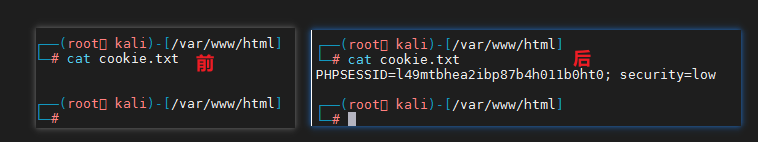 ┌──(root kali)-[/var/www/html]
└─# cat cookie.txt 前
┌──(root kali)-[/var/www/html]
└─#
┌──(root kali)-[/var/www/html]
└─# cat cookie.txt 后
PHPSESSID=l49mtbhea2ibp87b4h011b0ht0; security=low
┌──(root kali)-[/var/www/html]
└─#